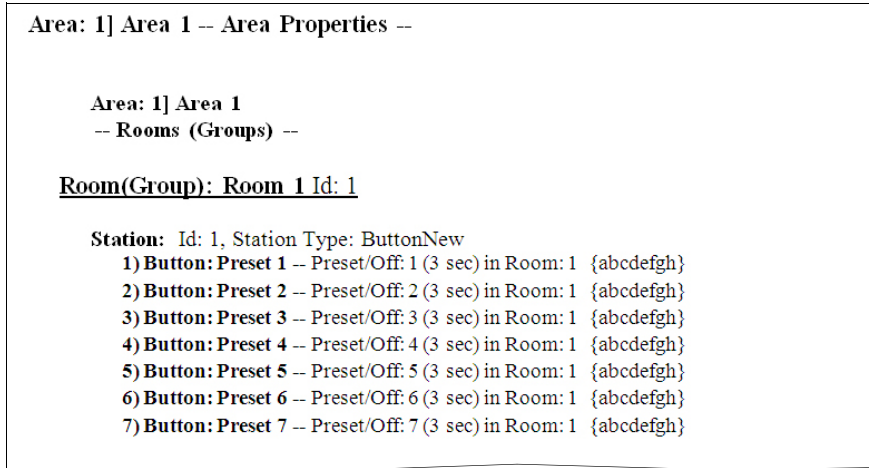 Area: 1] Area 1 -- Area Properties --
Area: 1] Area 1
-- Rooms (Groups) --
Room(Group): Room 1 Id: 1
Station: Id: 1, Station Type: ButtonNew
1) Button: Preset 1 -- Preset/Off: 1 (3 sec) in Room: 1 {abcdefgh}
2) Button: Preset 2 -- Preset/Off: 2 (3 sec) in Room: 1 {abcdefgh}
3) Button: Preset 3 -- Preset/Off: 3 (3 sec) in Room: 1 {abcdefgh}
4) Button: Preset 4 -- Preset/Off: 4 (3 sec) in Room: 1 {abcdefgh}
5) Button: Preset 5 -- Preset/Off: 5 (3 sec) in Room: 1 {abcdefgh}
6) Button: Preset 6 -- Preset/Off: 6 (3 sec) in Room: 1 {abcdefgh}
7) Button: Preset 7 -- Preset/Off: 7 (3 sec) in Room: 1 {abcdefgh}